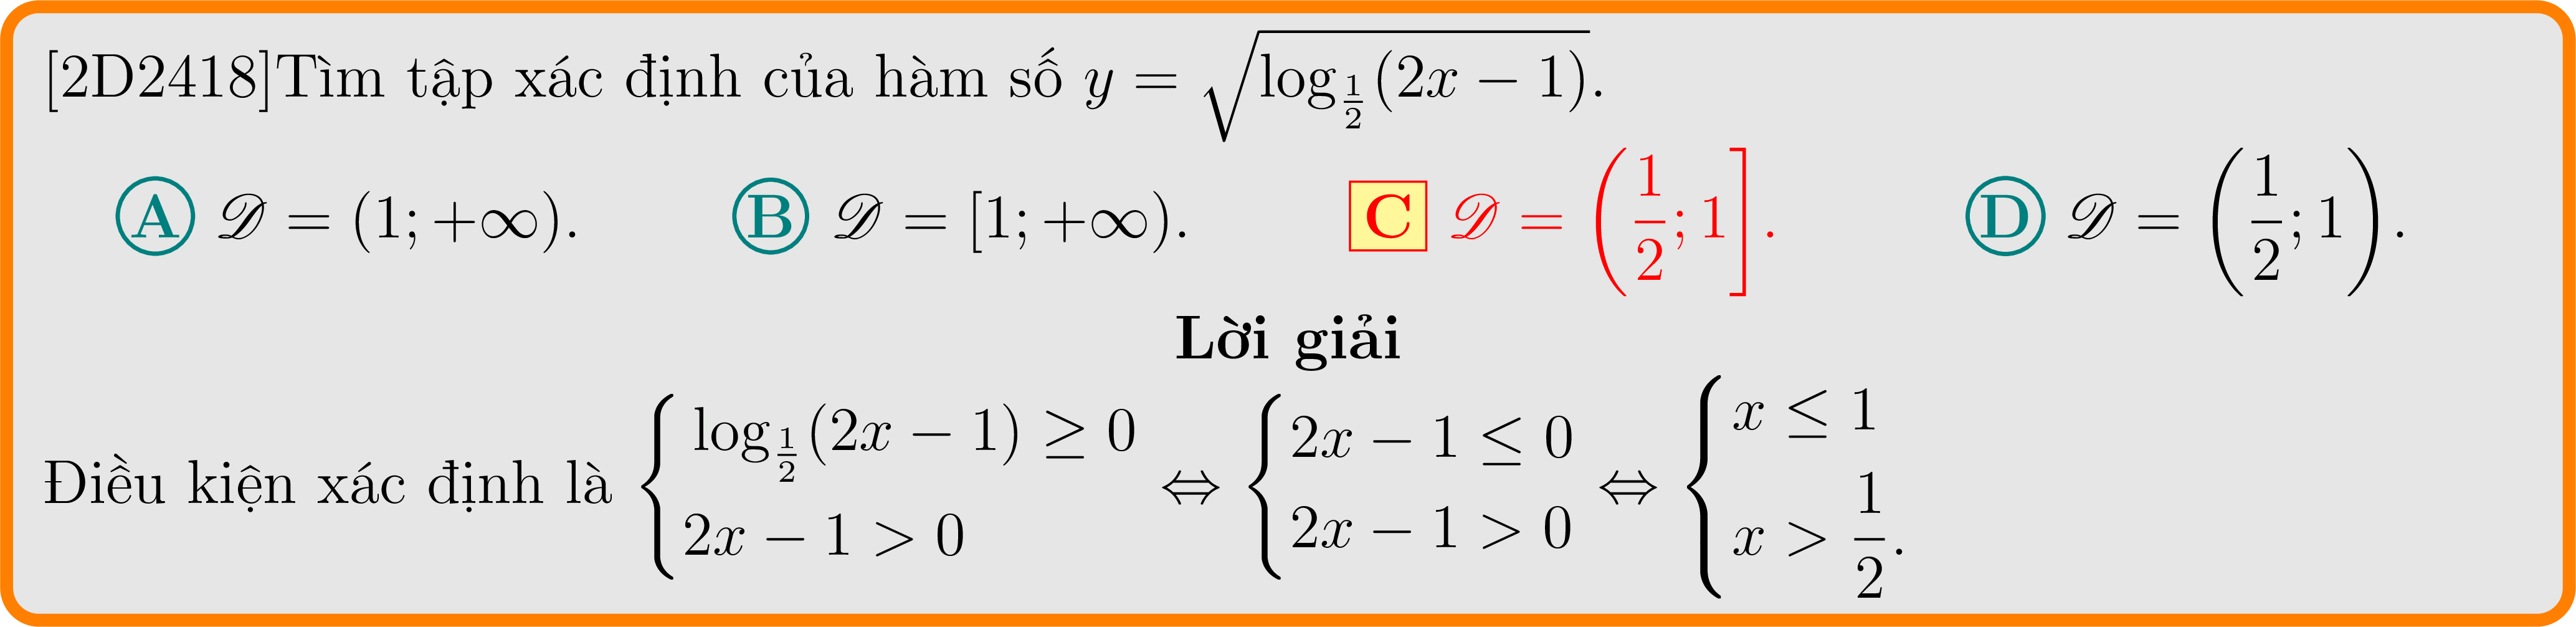 [2D2418]Tìm tập xác định của hàm số $y = \sqrt{\log_{\frac{1}{2}}(2x - 1)}$.
A $\mathscr{D} = (1; +\infty)$. B $\mathscr{D} = [1; +\infty)$. C $\mathscr{D} = \left(\frac{1}{2}; 1\right]$. D $\mathscr{D} = \left(\frac{1}{2}; 1\right)$.
Lời giải
Điều kiện xác định là $\begin{cases} \log_{\frac{1}{2}}(2x - 1) \geq 0 \\ 2x - 1 > 0 \end{cases} \Leftrightarrow \begin{cases} 2x - 1 \leq 0 \\ 2x - 1 > 0 \end{cases} \Leftrightarrow \begin{cases} x \leq 1 \\ x > \frac{1}{2}. \end{cases}$